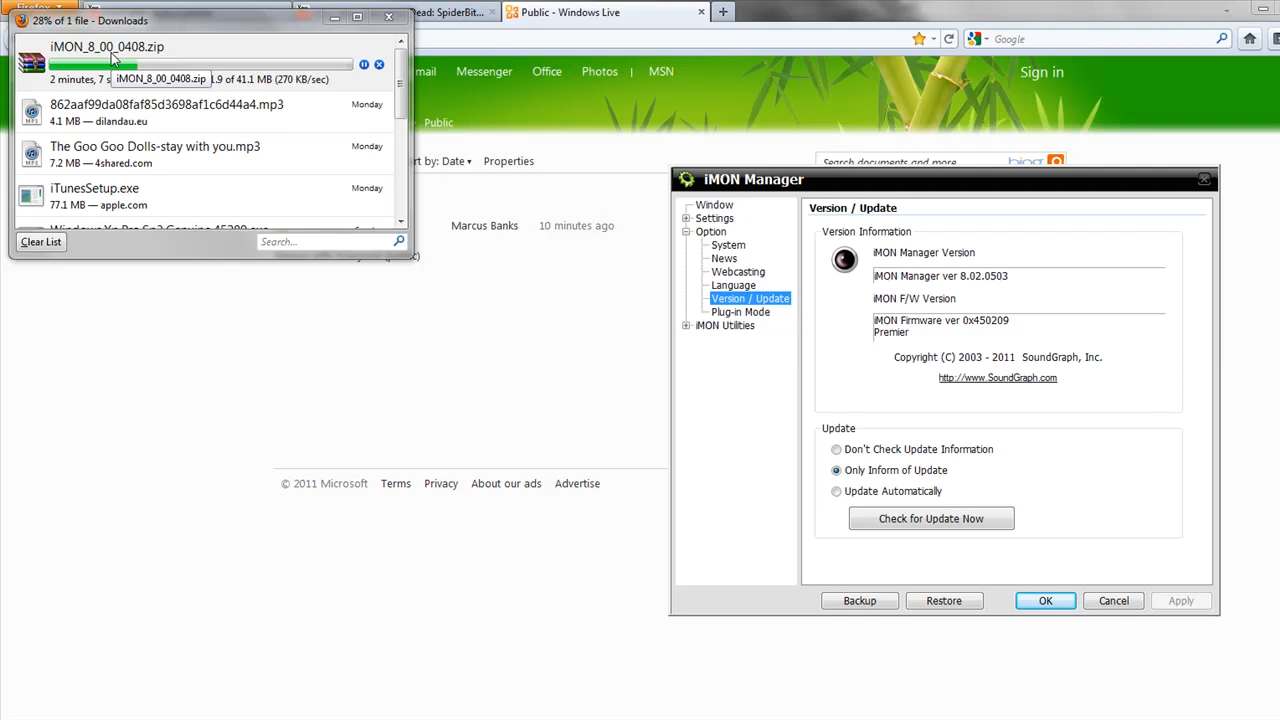 Firefox
28% of 1 file - Downloads
Dead: SpiderBit...
Public - Windows Live
iMON_8_00_0408.zip
2 minutes, 7 s
iMON_8_00_0408.zip
1.9 of 41.1 MB (270 KB/sec)
Google
mail Messenger Office Photos MSN
Sign in
862aaf99da08faf85d3698af1c6d44a4.mp3
Monday
4.1 MB — dilandau.eu
Public
The Goo Goo Dolls-stay with you.mp3
7.2 MB — 4shared.com
rt by: Date Properties
Search documents and more
bing
iTunesSetup.exe
Monday
77.1 MB — apple.com
Clear List
Search...
Marcus Banks 10 minutes ago
iMON Manager
Window
Settings
Option
System
News
Webcasting
Language
Version / Update
Plug-in Mode
iMON Utilities
Version / Update
Version Information
iMON Manager Version
iMON Manager ver 8.02.0503
iMON F/W Version
iMON Firmware ver 0x450209
Premier
Copyright (C) 2003 - 2011 SoundGraph, Inc.
http://www.SoundGraph.com
Update
Don't Check Update Information
Only Inform of Update
Update Automatically
Check for Update Now
Backup Restore OK Cancel Apply
© 2011 Microsoft Terms Privacy About our ads Advertise